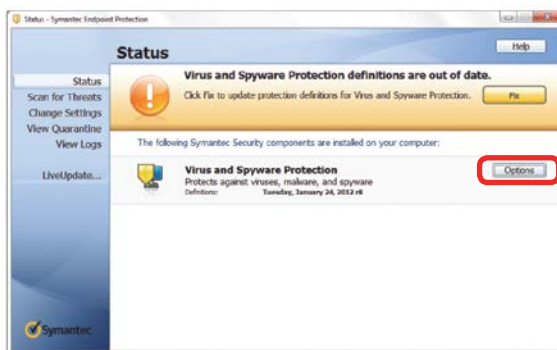 Status - Symantec Endpoint Protection
Status
Help
Status
Scan for Threats
Change Settings
View Quarantine
View Logs
LiveUpdate...
Virus and Spyware Protection definitions are out of date.
Click Fix to update protection definitions for Virus and Spyware Protection.
Fix
The following Symantec Security components are installed on your computer:
Virus and Spyware Protection
Options
Protects against viruses, malware, and spyware
Definitions: Tuesday, January 24, 2012 r6
Symantec